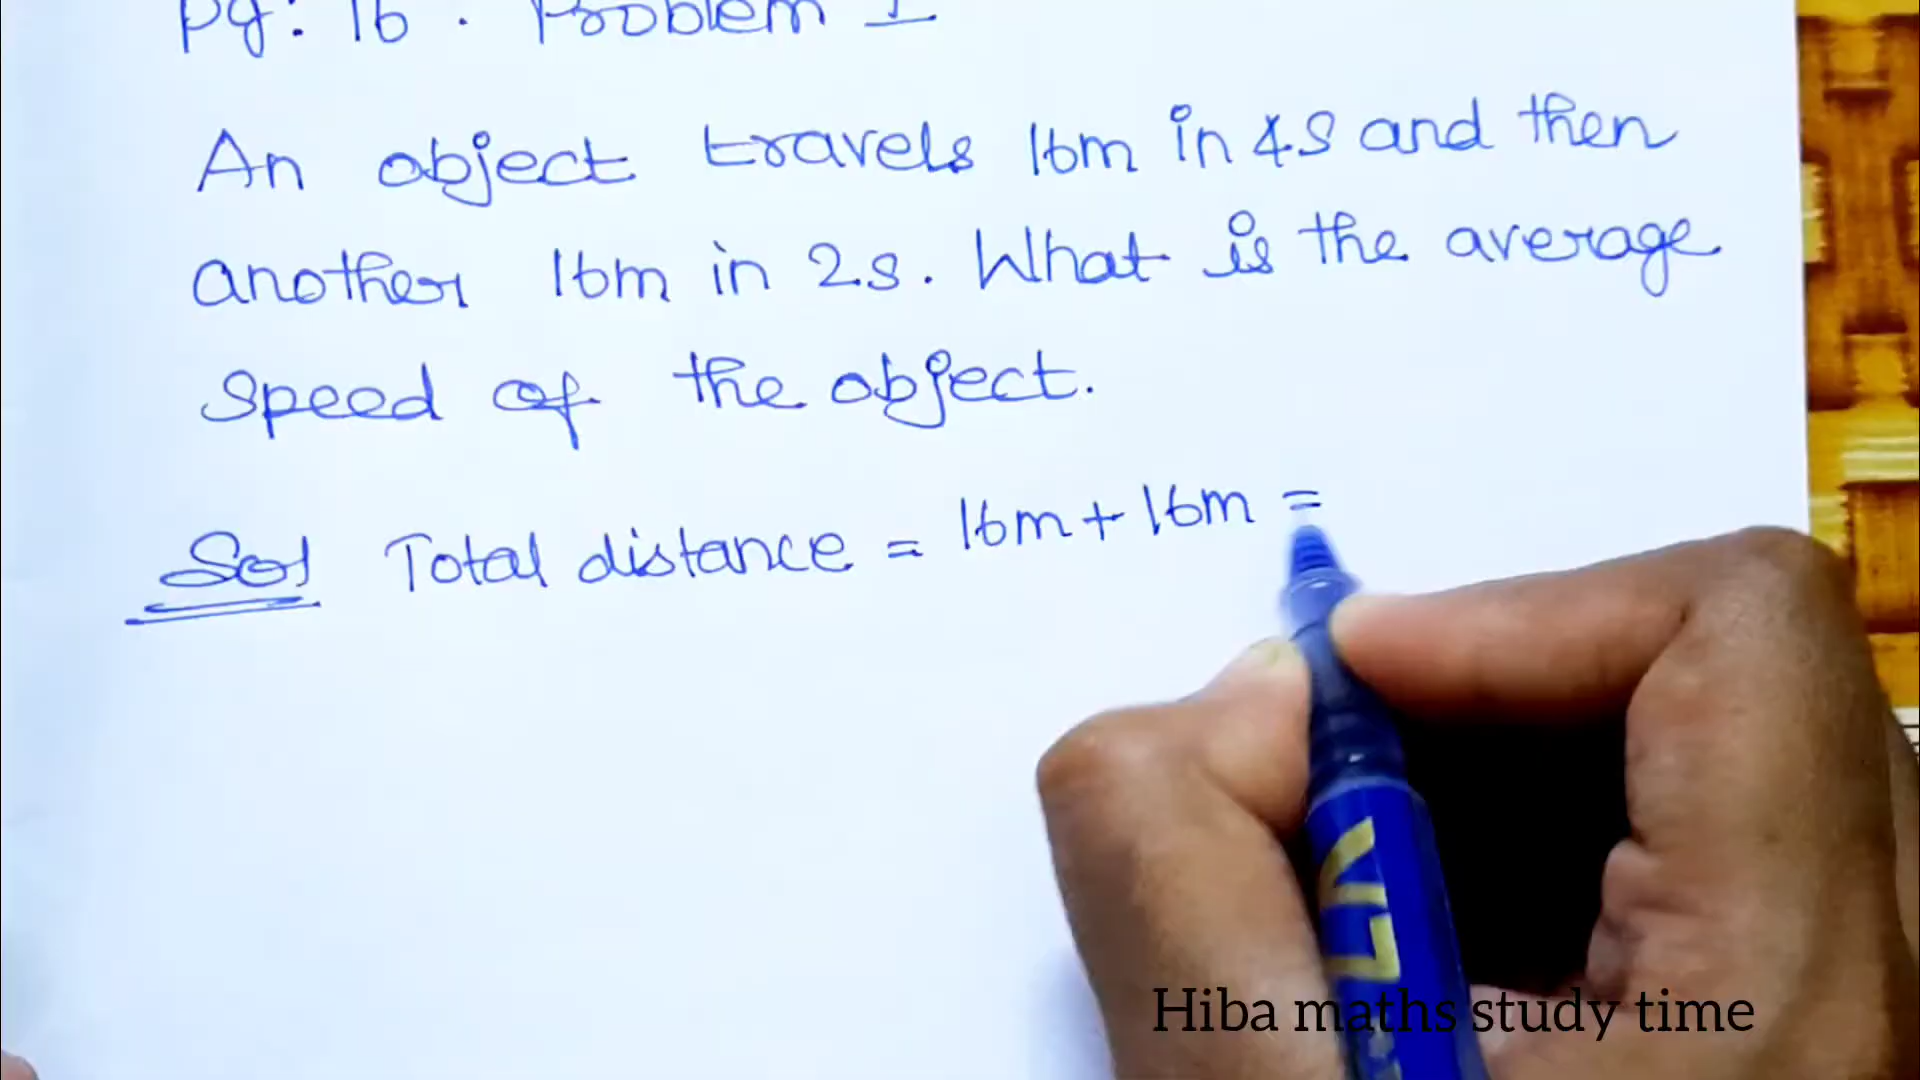 Pg: 16. Problem 1
An object travels 16m in 4s and then
another 16m in 2s. What is the average
speed of the object.
Sol Total distance = 16m + 16m =
V7
Hiba maths study time